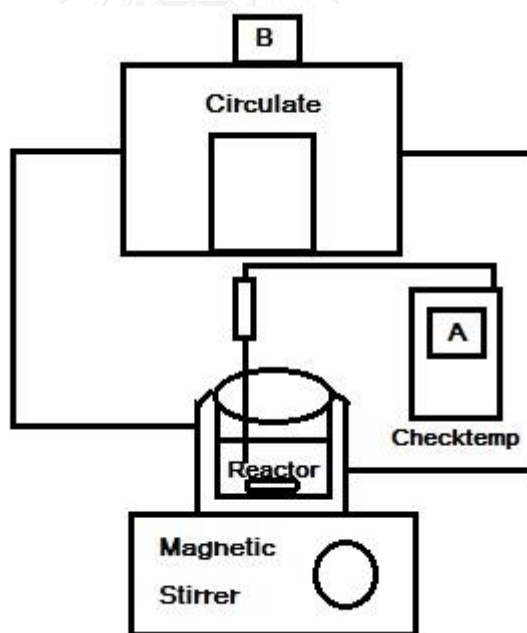 B
Circulate
A
Checktemp
Reactor
Magnetic
Stirrer